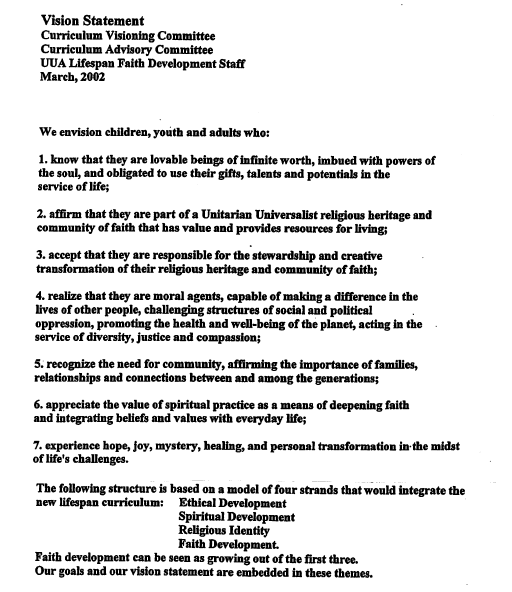 Vision Statement
Curriculum Visioning Committee
Curriculum Advisory Committee
UUA Lifespan Faith Development Staff
March, 2002
We envision children, youth and adults who:
1. know that they are lovable beings of infinite worth, imbued with powers of
the soul, and obligated to use their gifts, talents and potentials in the
service of life;
2. affirm that they are part of a Unitarian Universalist religious heritage and
community of faith that has value and provides resources for living;
3. accept that they are responsible for the stewardship and creative
transformation of their religious heritage and community of faith;
4. realize that they are moral agents, capable of making a difference in the
lives of other people, challenging structures of social and political
oppression, promoting the health and well-being of the planet, acting in the
service of diversity, justice and compassion;
5. recognize the need for community, affirming the importance of families,
relationships and connections between and among the generations;
6. appreciate the value of spiritual practice as a means of deepening faith
and integrating beliefs and values with everyday life;
7. experience hope, joy, mystery, healing, and personal transformation in the midst
of life's challenges.
The following structure is based on a model of four strands that would integrate the
new lifespan curriculum: Ethical Development
Spiritual Development
Religious Identity
Faith Development.
Faith development can be seen as growing out of the first three.
Our goals and our vision statement are embedded in these themes.